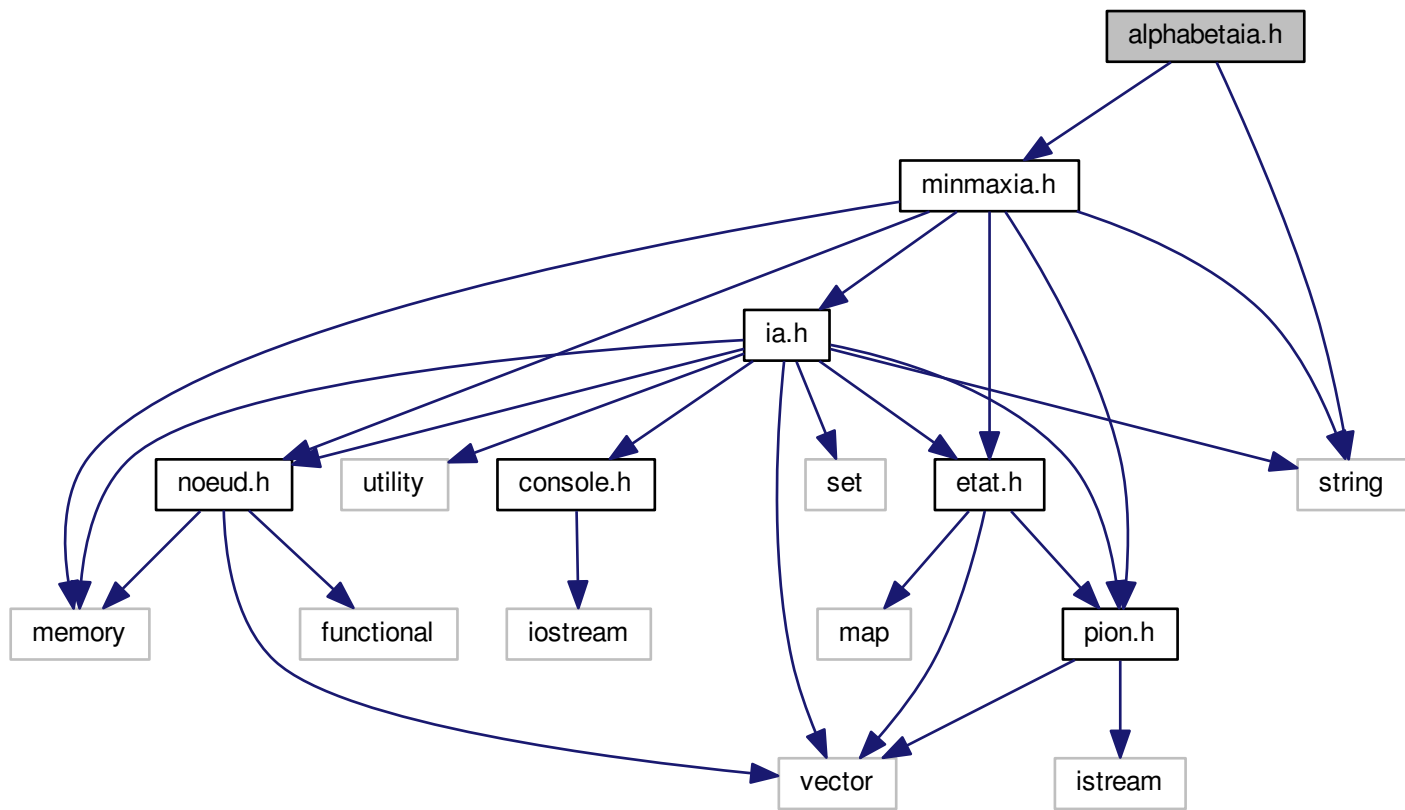 alphabetaia.h
minmaxia.h
ia.h
noeud.h
utility
console.h
set
etat.h
string
memory
functional
iostream
map
pion.h
vector
istream